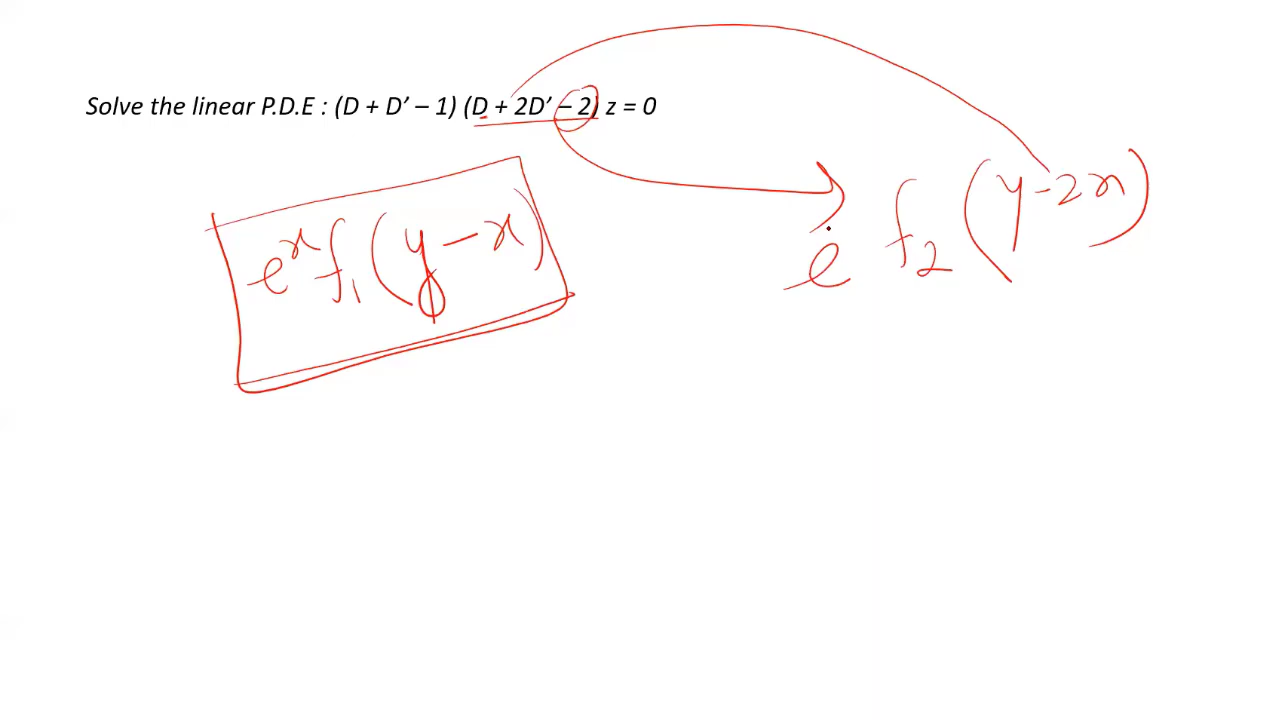 Solve the linear P.D.E : (D + D’ – 1) (D + 2D’ – 2) z = 0
e^x f₁ (y – x)
e f₂ (y - 2x)